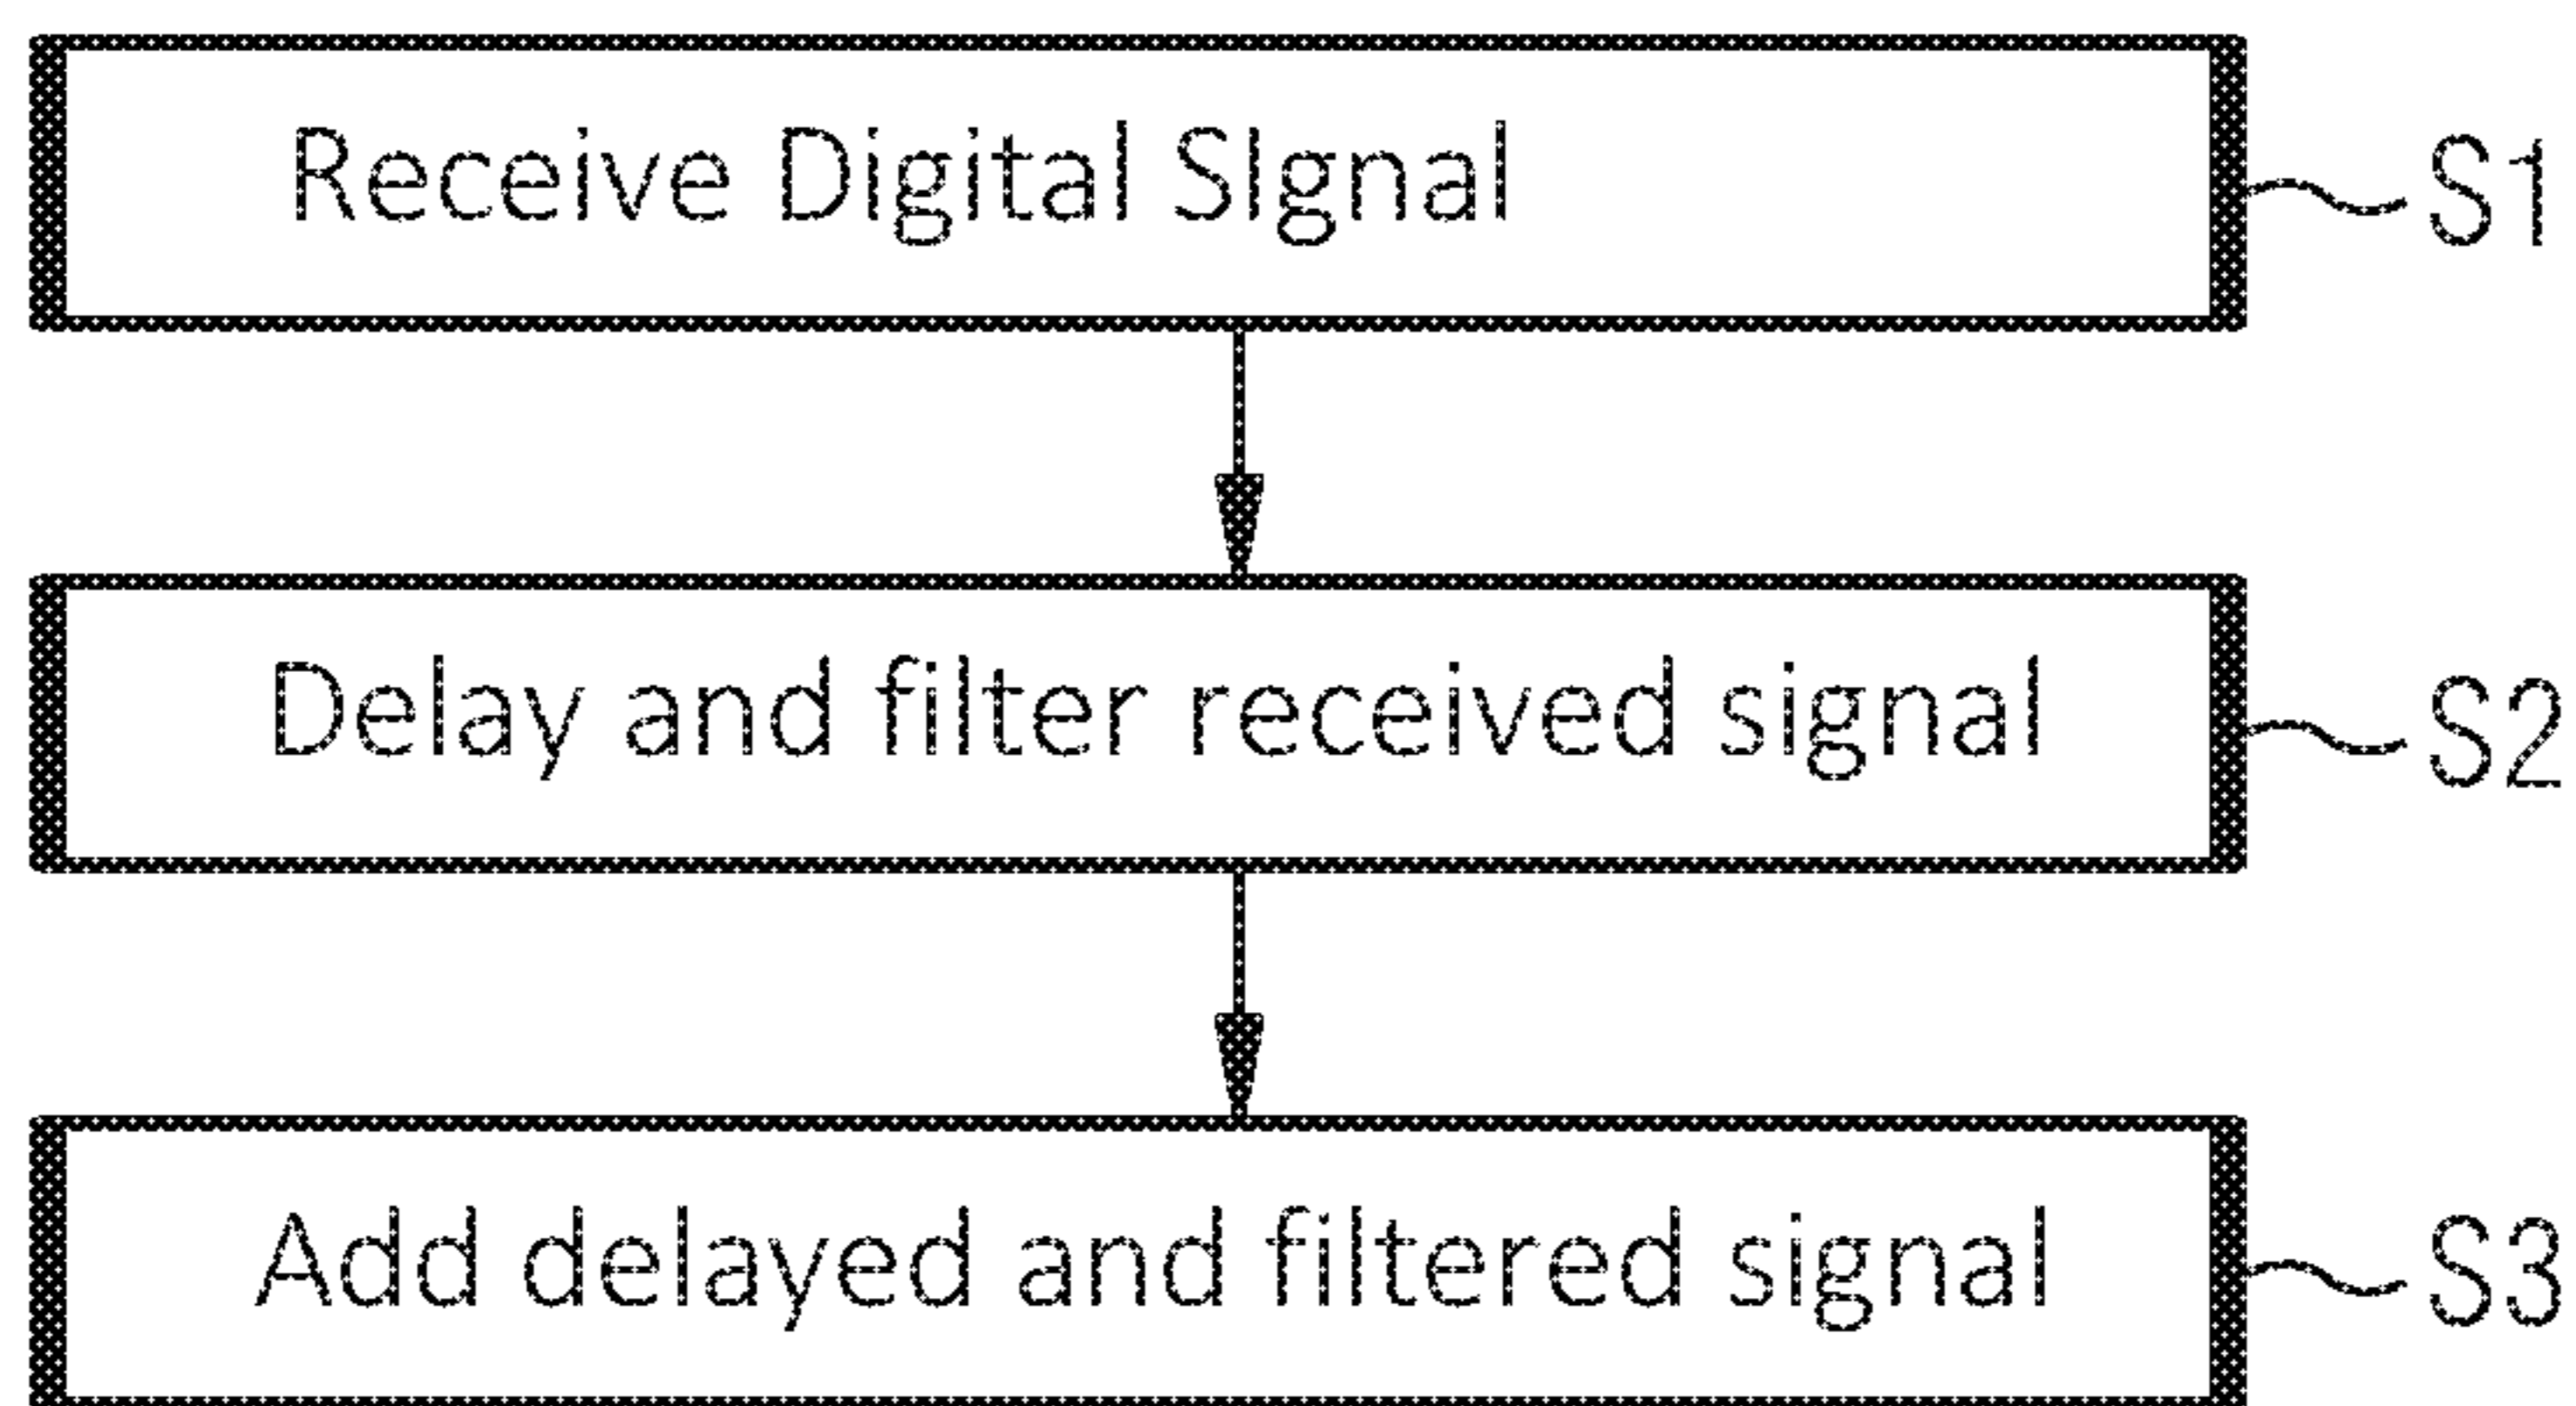 Receive Digital SIgnal
S1
Delay and filter received signal
S2
Add delayed and filtered signal
S3